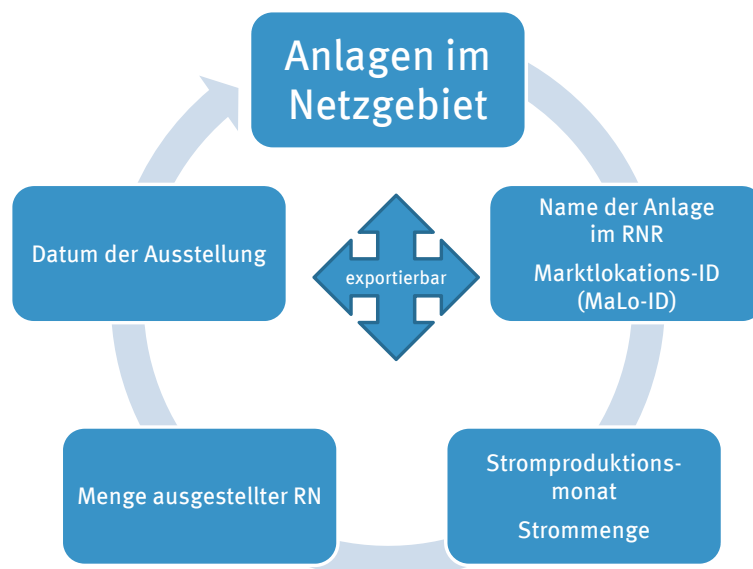 Anlagen im
Netzgebiet
Name der Anlage
im RNR
Marktlokations-ID
(MaLo-ID)
Stromproduktions-
monat
Strommenge
Menge ausgestellter RN
Datum der Ausstellung
exportierbar